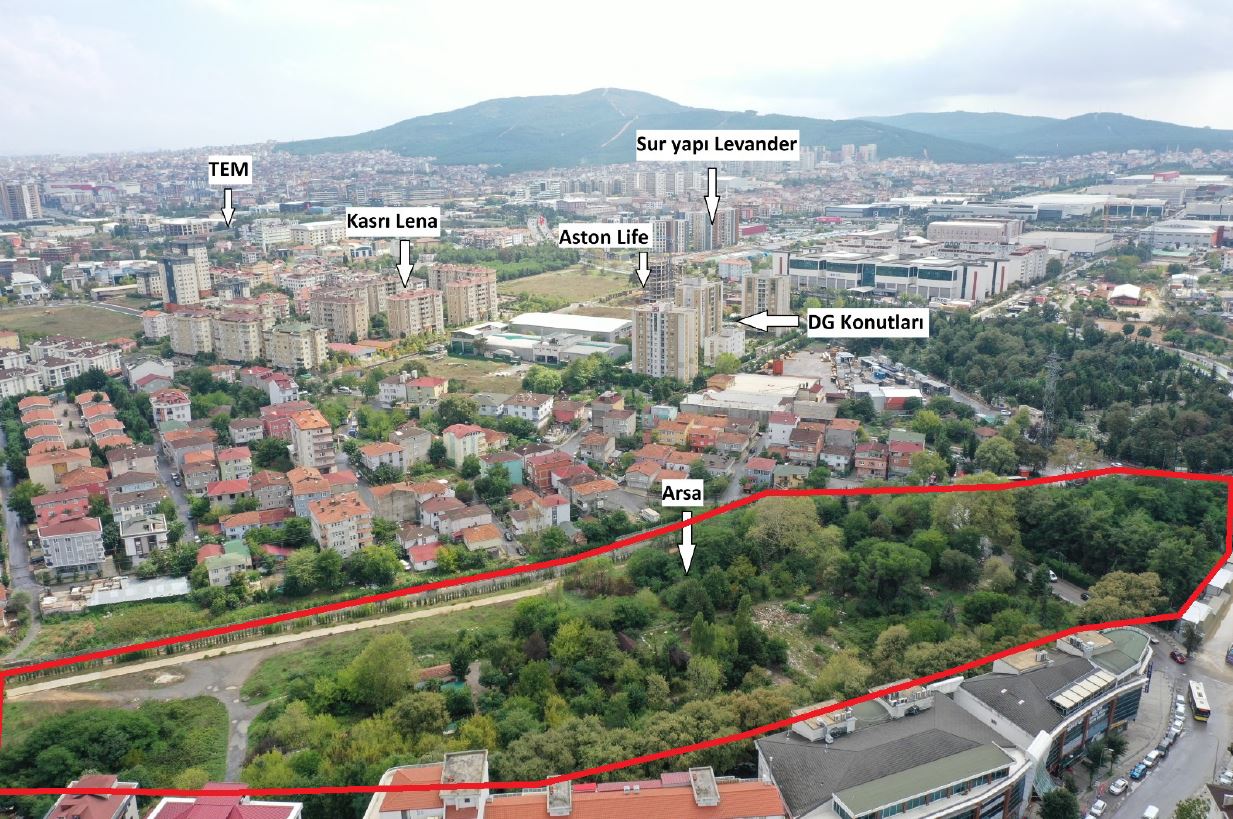 Sur yapı Levander
TEM
Kasrı Lena
Aston Life
DG Konutları
Arsa